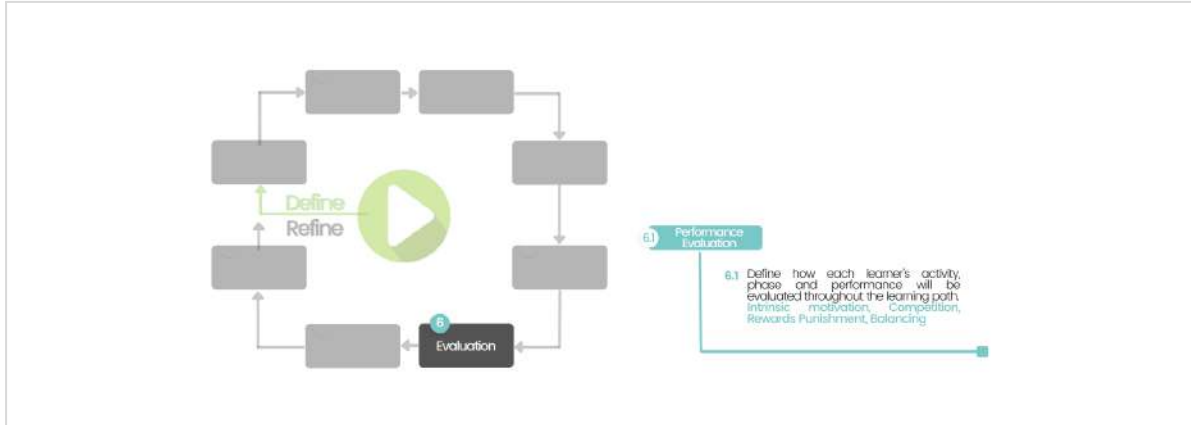 Define
Refine
6
Evaluation
6.1 Performance
Evaluation
6.1 Define how each learner's activity,
phase and performance will be
evaluated throughout the learning path.
Intrinsic motivation, Competition,
Rewards Punishment, Balancing